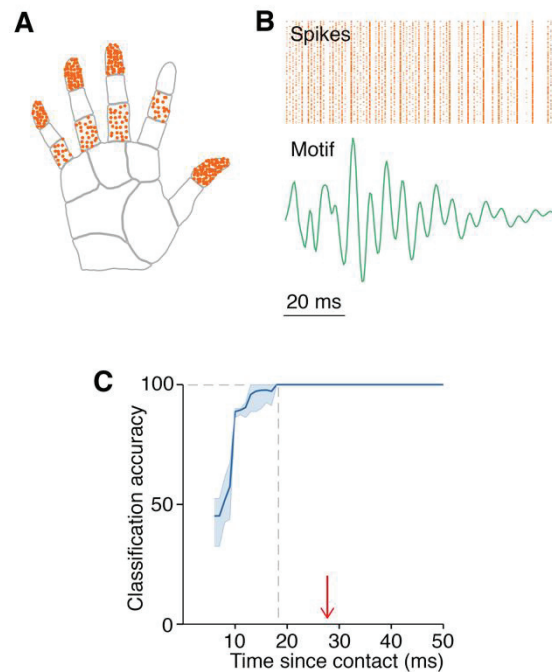 A
B
Spikes
Motif
20 ms
C
Classification accuracy
100
50
0
10
20
30
40
50
Time since contact (ms)